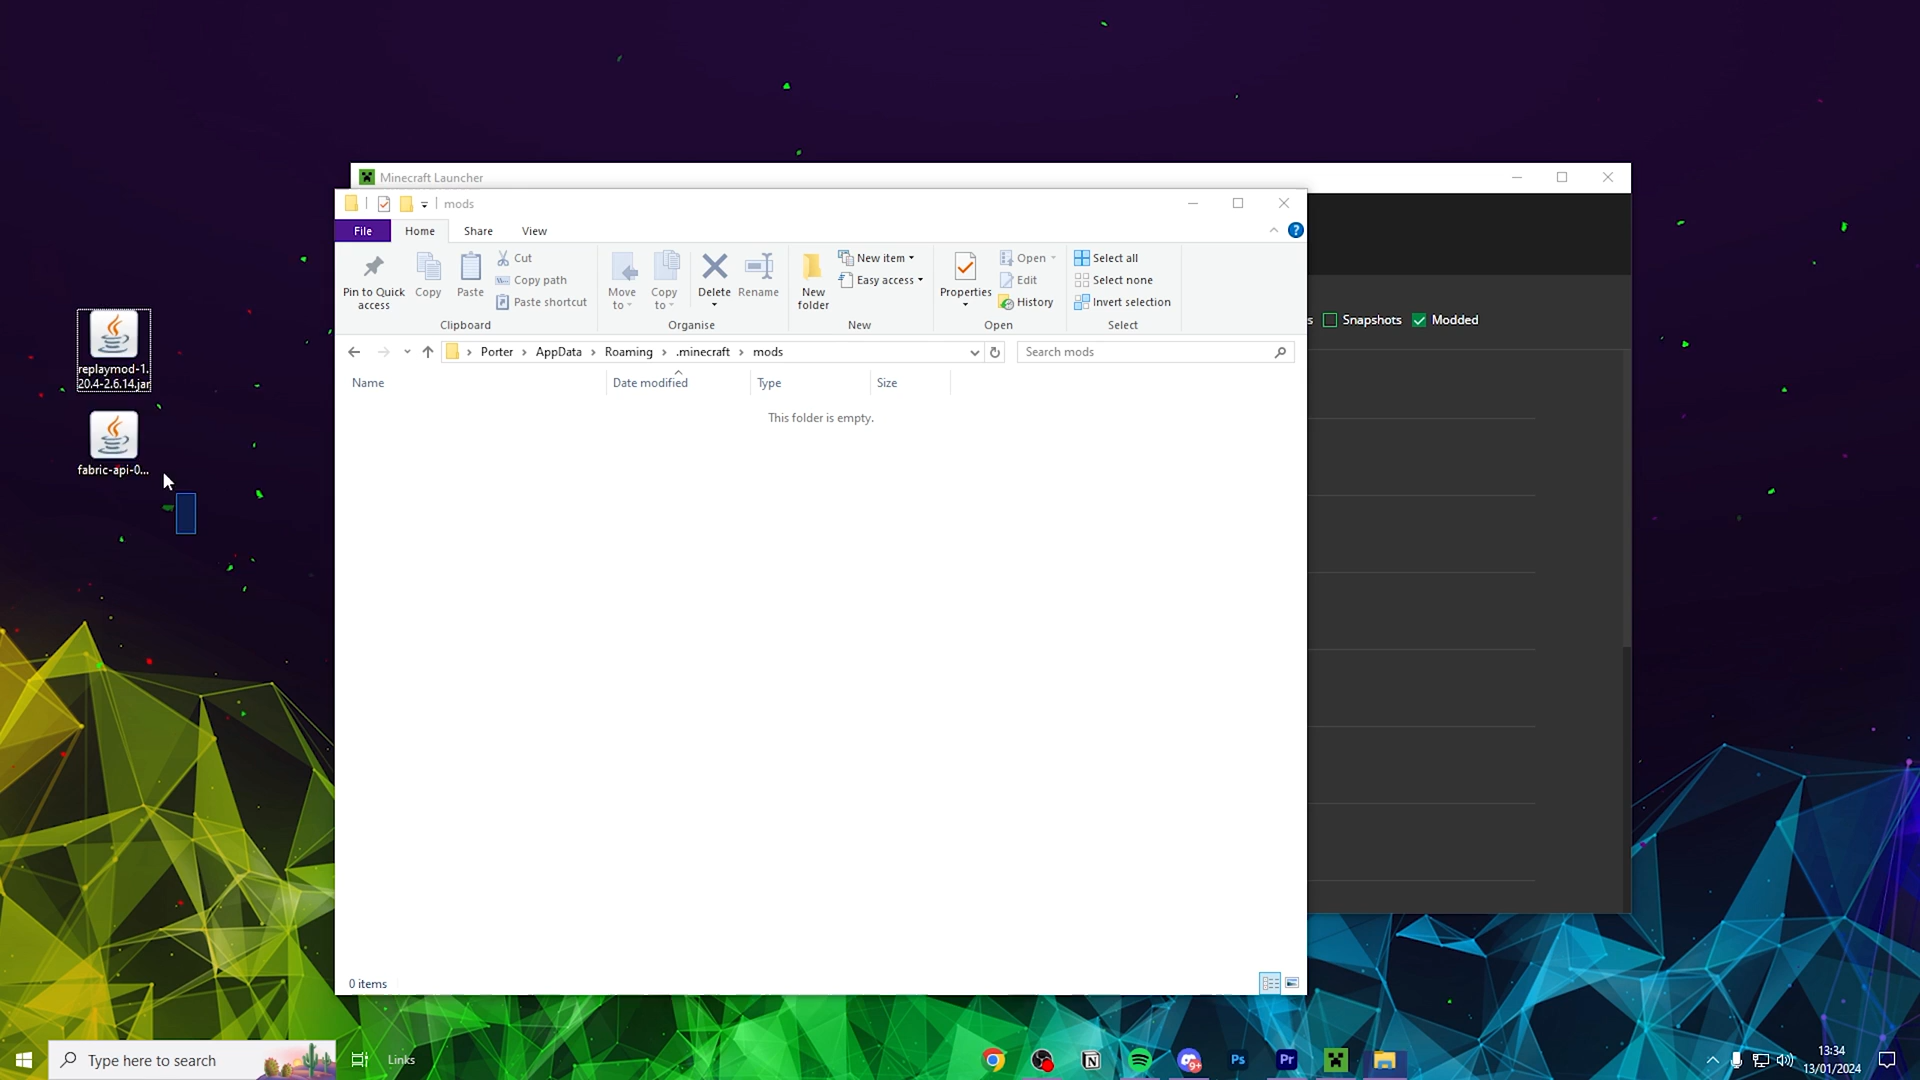 Minecraft Launcher
mods
File
Home
Share
View
?
Pin to Quick
access
Copy
Paste
Cut
Copy path
Paste shortcut
Clipboard
Move
to
Copy
to
Delete
Rename
Organise
New
folder
New item
Easy access
New
Properties
Open
Edit
History
Open
Select all
Select none
Invert selection
Select
s
Snapshots
Modded
Porter
AppData
Roaming
.minecraft
mods
Search mods
Name
Date modified
Type
Size
This folder is empty.
replaymod-1.
20.4-2.6.14.jar
fabric-api-0...
0 items
Type here to search
Links
9+
Ps
Pr
13:34
13/01/2024